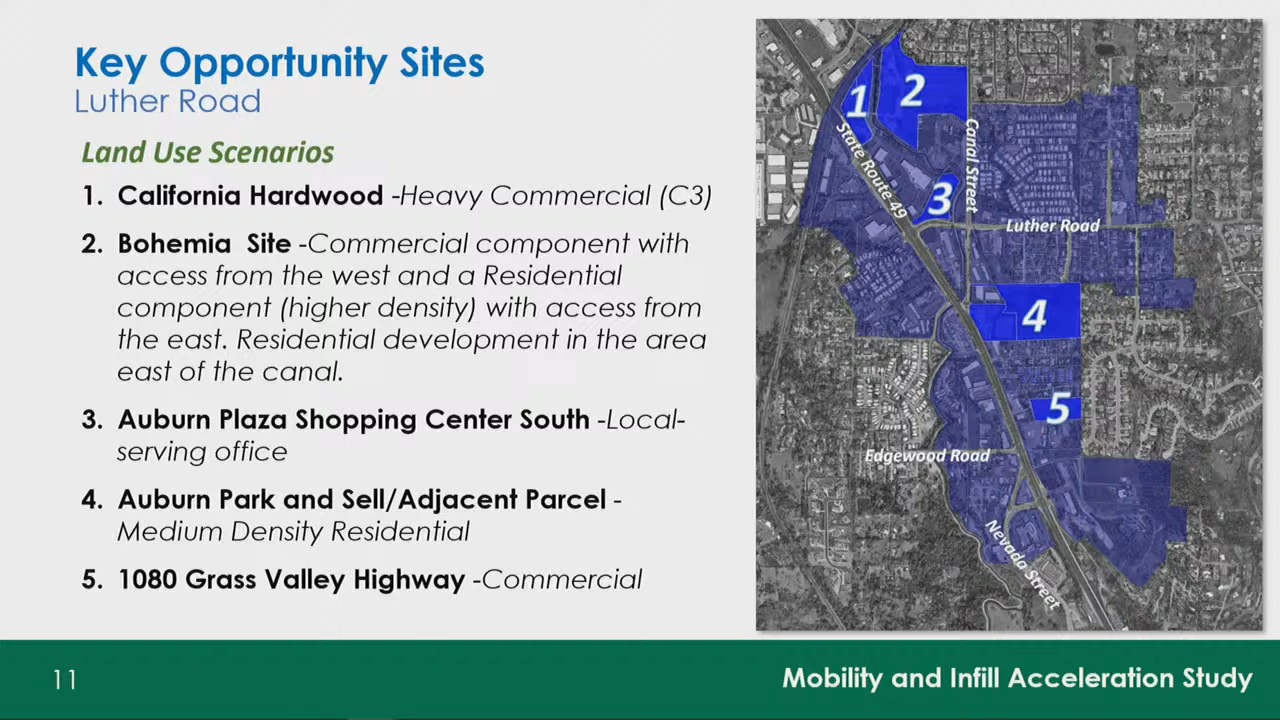 Key Opportunity Sites
Luther Road
Land Use Scenarios
1. California Hardwood -Heavy Commercial (C3)
2. Bohemia Site -Commercial component with
access from the west and a Residential
component (higher density) with access from
the east. Residential development in the area
east of the canal.
3. Auburn Plaza Shopping Center South -Local-
serving office
4. Auburn Park and Sell/Adjacent Parcel -
Medium Density Residential
5. 1080 Grass Valley Highway -Commercial
1
2
State Route 49
Canal Street
3
Luther Road
4
5
Edgewood Road
Nevada Street
11
Mobility and Infill Acceleration Study